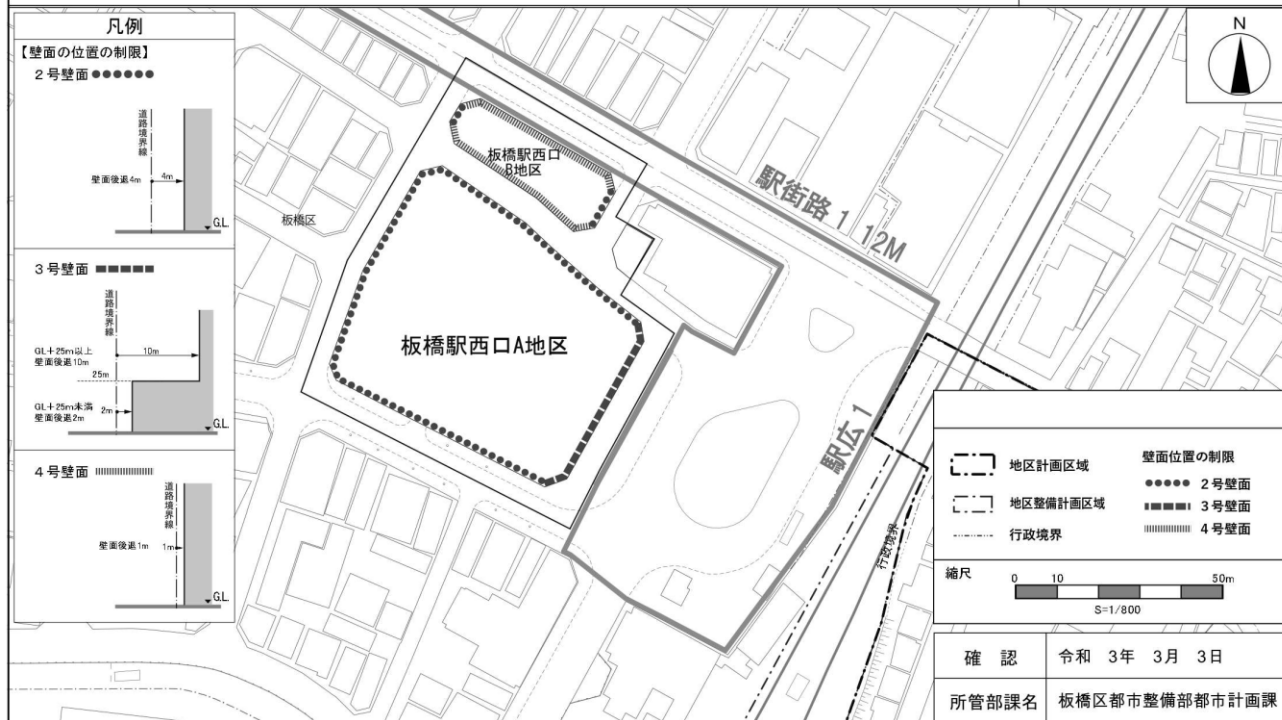 凡例
【壁面の位置の制限】
2号壁面
道路境界線
壁面後退4m
4m
G.L.
3号壁面
道路境界線
GL+25m以上
壁面後退10m
10m
25m
GL+25m未満
壁面後退2m
2m
G.L.
4号壁面
道路境界線
壁面後退1m
1m
G.L.
板橋区
板橋駅西口
B地区
板橋駅西口A地区
駅街路1 12M
駅広1
行政境界
N
地区計画区域
地区整備計画区域
行政境界
壁面位置の制限
2号壁面
3号壁面
4号壁面
縮尺
0 10 50m
S=1/800
確認 令和 3年 3月 3日
所管部課名 板橋区都市整備部都市計画課